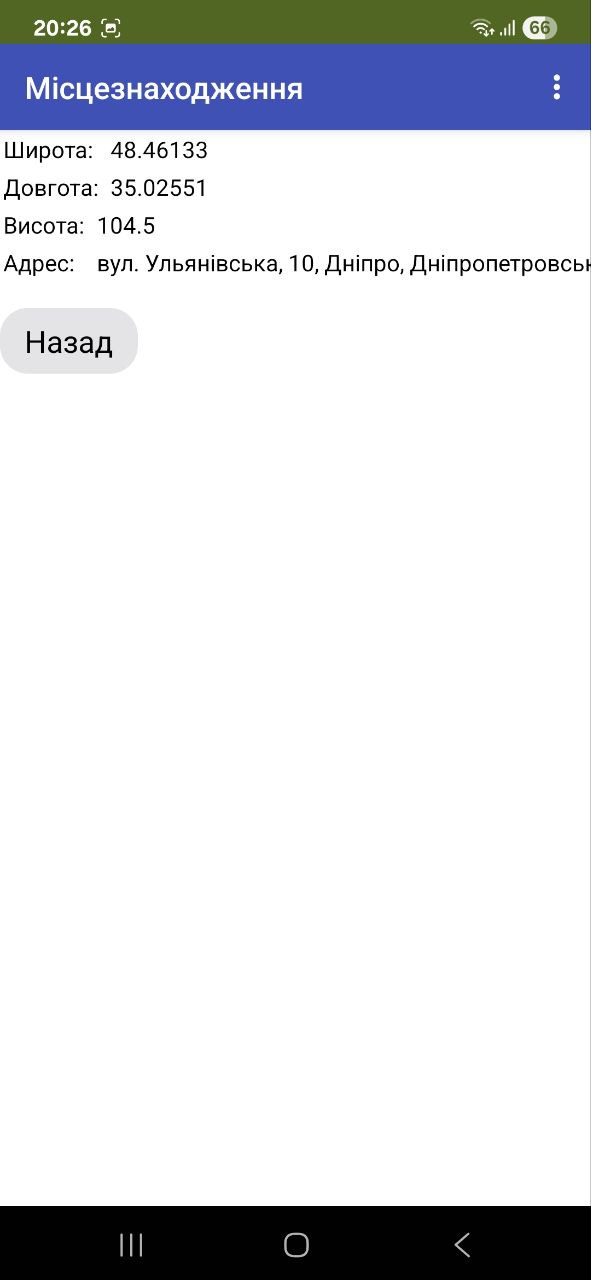 20:26 66
Місцезнаходження
Широта: 48.46133
Довгота: 35.02551
Висота: 104.5
Адрес: вул. Ульянівська, 10, Дніпро, Дніпропетровськ
Назад